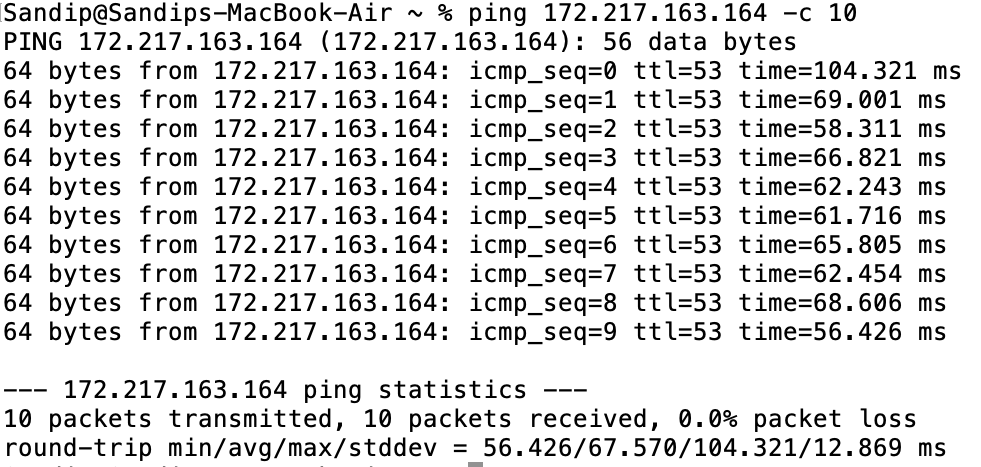 Sandip@Sandips-MacBook-Air ~ % ping 172.217.163.164 -c 10
PING 172.217.163.164 (172.217.163.164): 56 data bytes
64 bytes from 172.217.163.164: icmp_seq=0 ttl=53 time=104.321 ms
64 bytes from 172.217.163.164: icmp_seq=1 ttl=53 time=69.001 ms
64 bytes from 172.217.163.164: icmp_seq=2 ttl=53 time=58.311 ms
64 bytes from 172.217.163.164: icmp_seq=3 ttl=53 time=66.821 ms
64 bytes from 172.217.163.164: icmp_seq=4 ttl=53 time=62.243 ms
64 bytes from 172.217.163.164: icmp_seq=5 ttl=53 time=61.716 ms
64 bytes from 172.217.163.164: icmp_seq=6 ttl=53 time=65.805 ms
64 bytes from 172.217.163.164: icmp_seq=7 ttl=53 time=62.454 ms
64 bytes from 172.217.163.164: icmp_seq=8 ttl=53 time=68.606 ms
64 bytes from 172.217.163.164: icmp_seq=9 ttl=53 time=56.426 ms
--- 172.217.163.164 ping statistics ---
10 packets transmitted, 10 packets received, 0.0% packet loss
round-trip min/avg/max/stddev = 56.426/67.570/104.321/12.869 ms